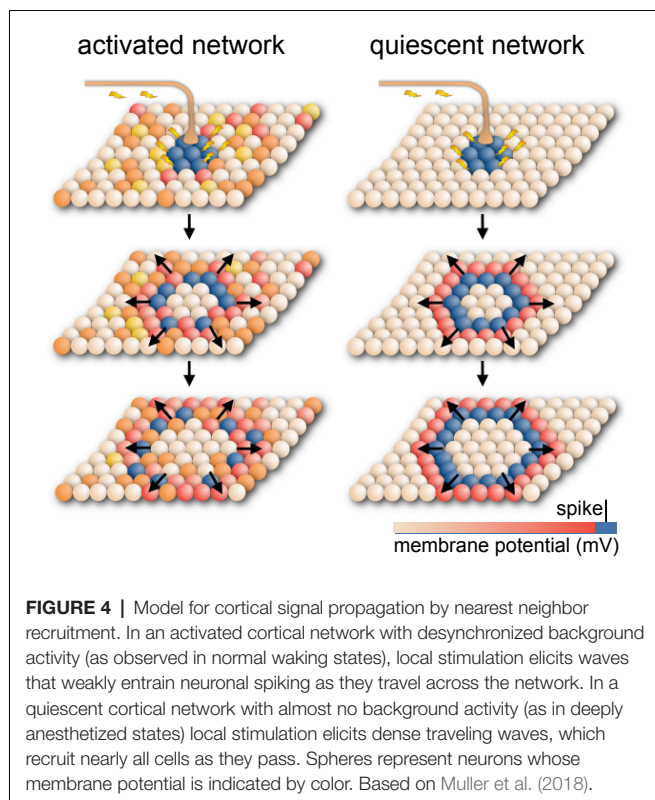 activated network
quiescent network
spike
membrane potential (mV)
FIGURE 4 | Model for cortical signal propagation by nearest neighbor
recruitment. In an activated cortical network with desynchronized background
activity (as observed in normal waking states), local stimulation elicits waves
that weakly entrain neuronal spiking as they travel across the network. In a
quiescent cortical network with almost no background activity (as in deeply
anesthetized states) local stimulation elicits dense traveling waves, which
recruit nearly all cells as they pass. Spheres represent neurons whose
membrane potential is indicated by color. Based on Muller et al. (2018).